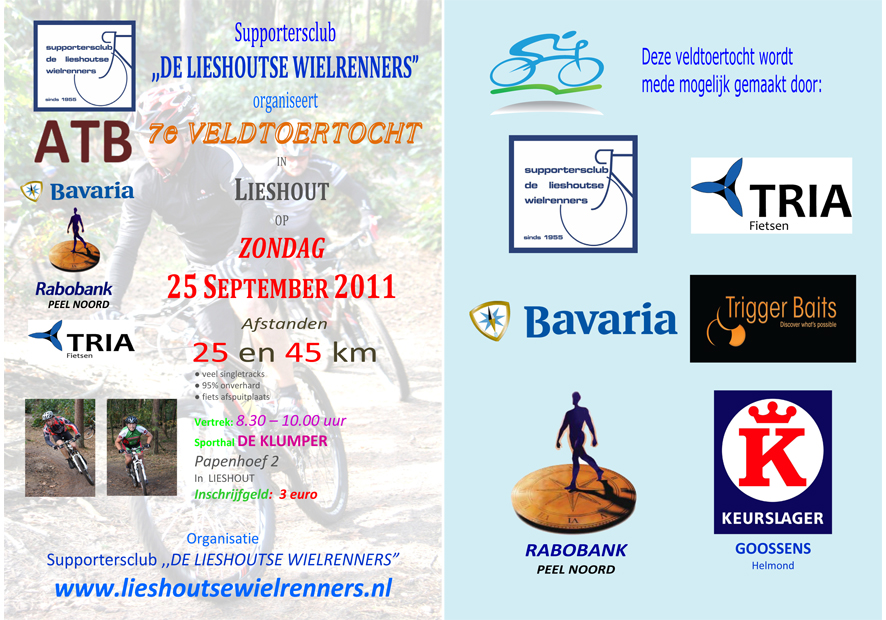 supportersclub
de lieshoutse
wielrenners
sinds 1955
ATB
Bavaria
Rabobank
PEEL NOORD
TRIA
Fietsen
Supportersclub
,,DE LIESHOUTSE WIELRENNERS”
organiseert
7e VELDTOERTOCHT
IN
LIESHOUT
OP
ZONDAG
25 SEPTEMBER 2011
Afstanden
25 en 45 km
● veel singletracks
● 95% onverhard
● fiets afspuitplaats
Vertrek: 8.30 – 10.00 uur
Sporthal DE KLUMPER
Papenhoef 2
In LIESHOUT
Inschrijfgeld: 3 euro
Organisatie
Supportersclub ,,DE LIESHOUTSE WIELRENNERS”
www.lieshoutsewielrenners.nl
Deze veldtoertocht wordt
mede mogelijk gemaakt door:
supportersclub
de lieshoutse
wielrenners
sinds 1955
TRIA
Fietsen
Bavaria
Trigger Baits
Discover what's possible
VI
RABOBANK
PEEL NOORD
K
KEURSLAGER
GOOSSENS
Helmond